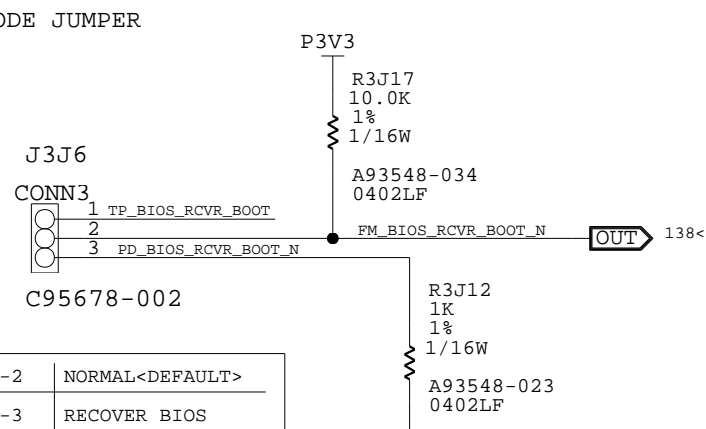 ODE JUMPER
P3V3
R3J17
10.0K
1%
1/16W
A93548-034
0402LF
J3J6
CONN3
1 TP_BIOS_RCVR_BOOT
2 FM_BIOS_RCVR_BOOT_N OUT 138<
3 PD_BIOS_RCVR_BOOT_N
C95678-002
R3J12
1K
1%
1/16W
A93548-023
0402LF
-2 NORMAL<DEFAULT>
-3 RECOVER BIOS